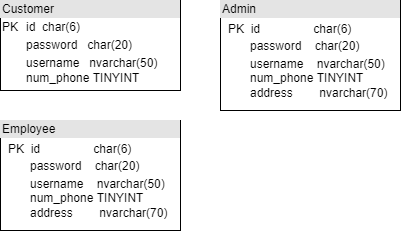 Customer
PK id char(6)
password char(20)
username nvarchar(50)
num_phone TINYINT
Admin
PK id char(6)
password char(20)
username nvarchar(50)
num_phone TINYINT
address nvarchar(70)
Employee
PK id char(6)
password char(20)
username nvarchar(50)
num_phone TINYINT
address nvarchar(70)